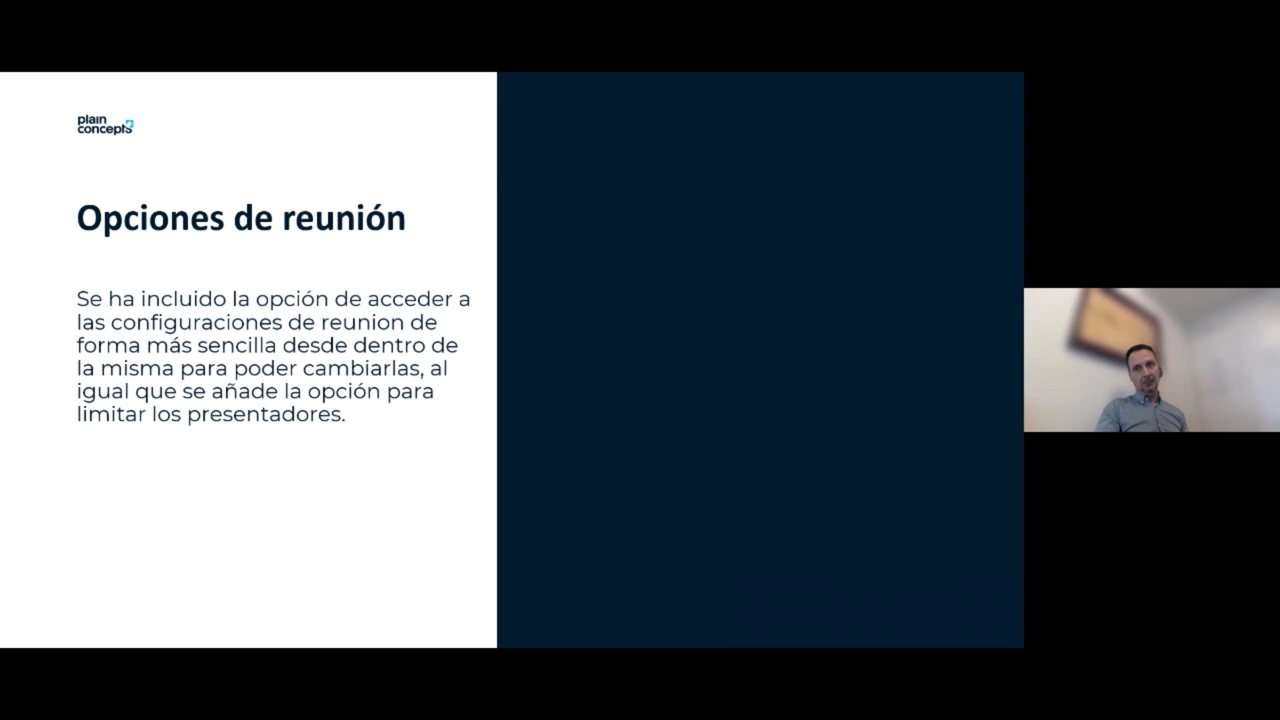 plain
concepts
Opciones de reunión
Se ha incluido la opción de acceder a
las configuraciones de reunion de
forma más sencilla desde dentro de
la misma para poder cambiarlas, al
igual que se añade la opción para
limitar los presentadores.